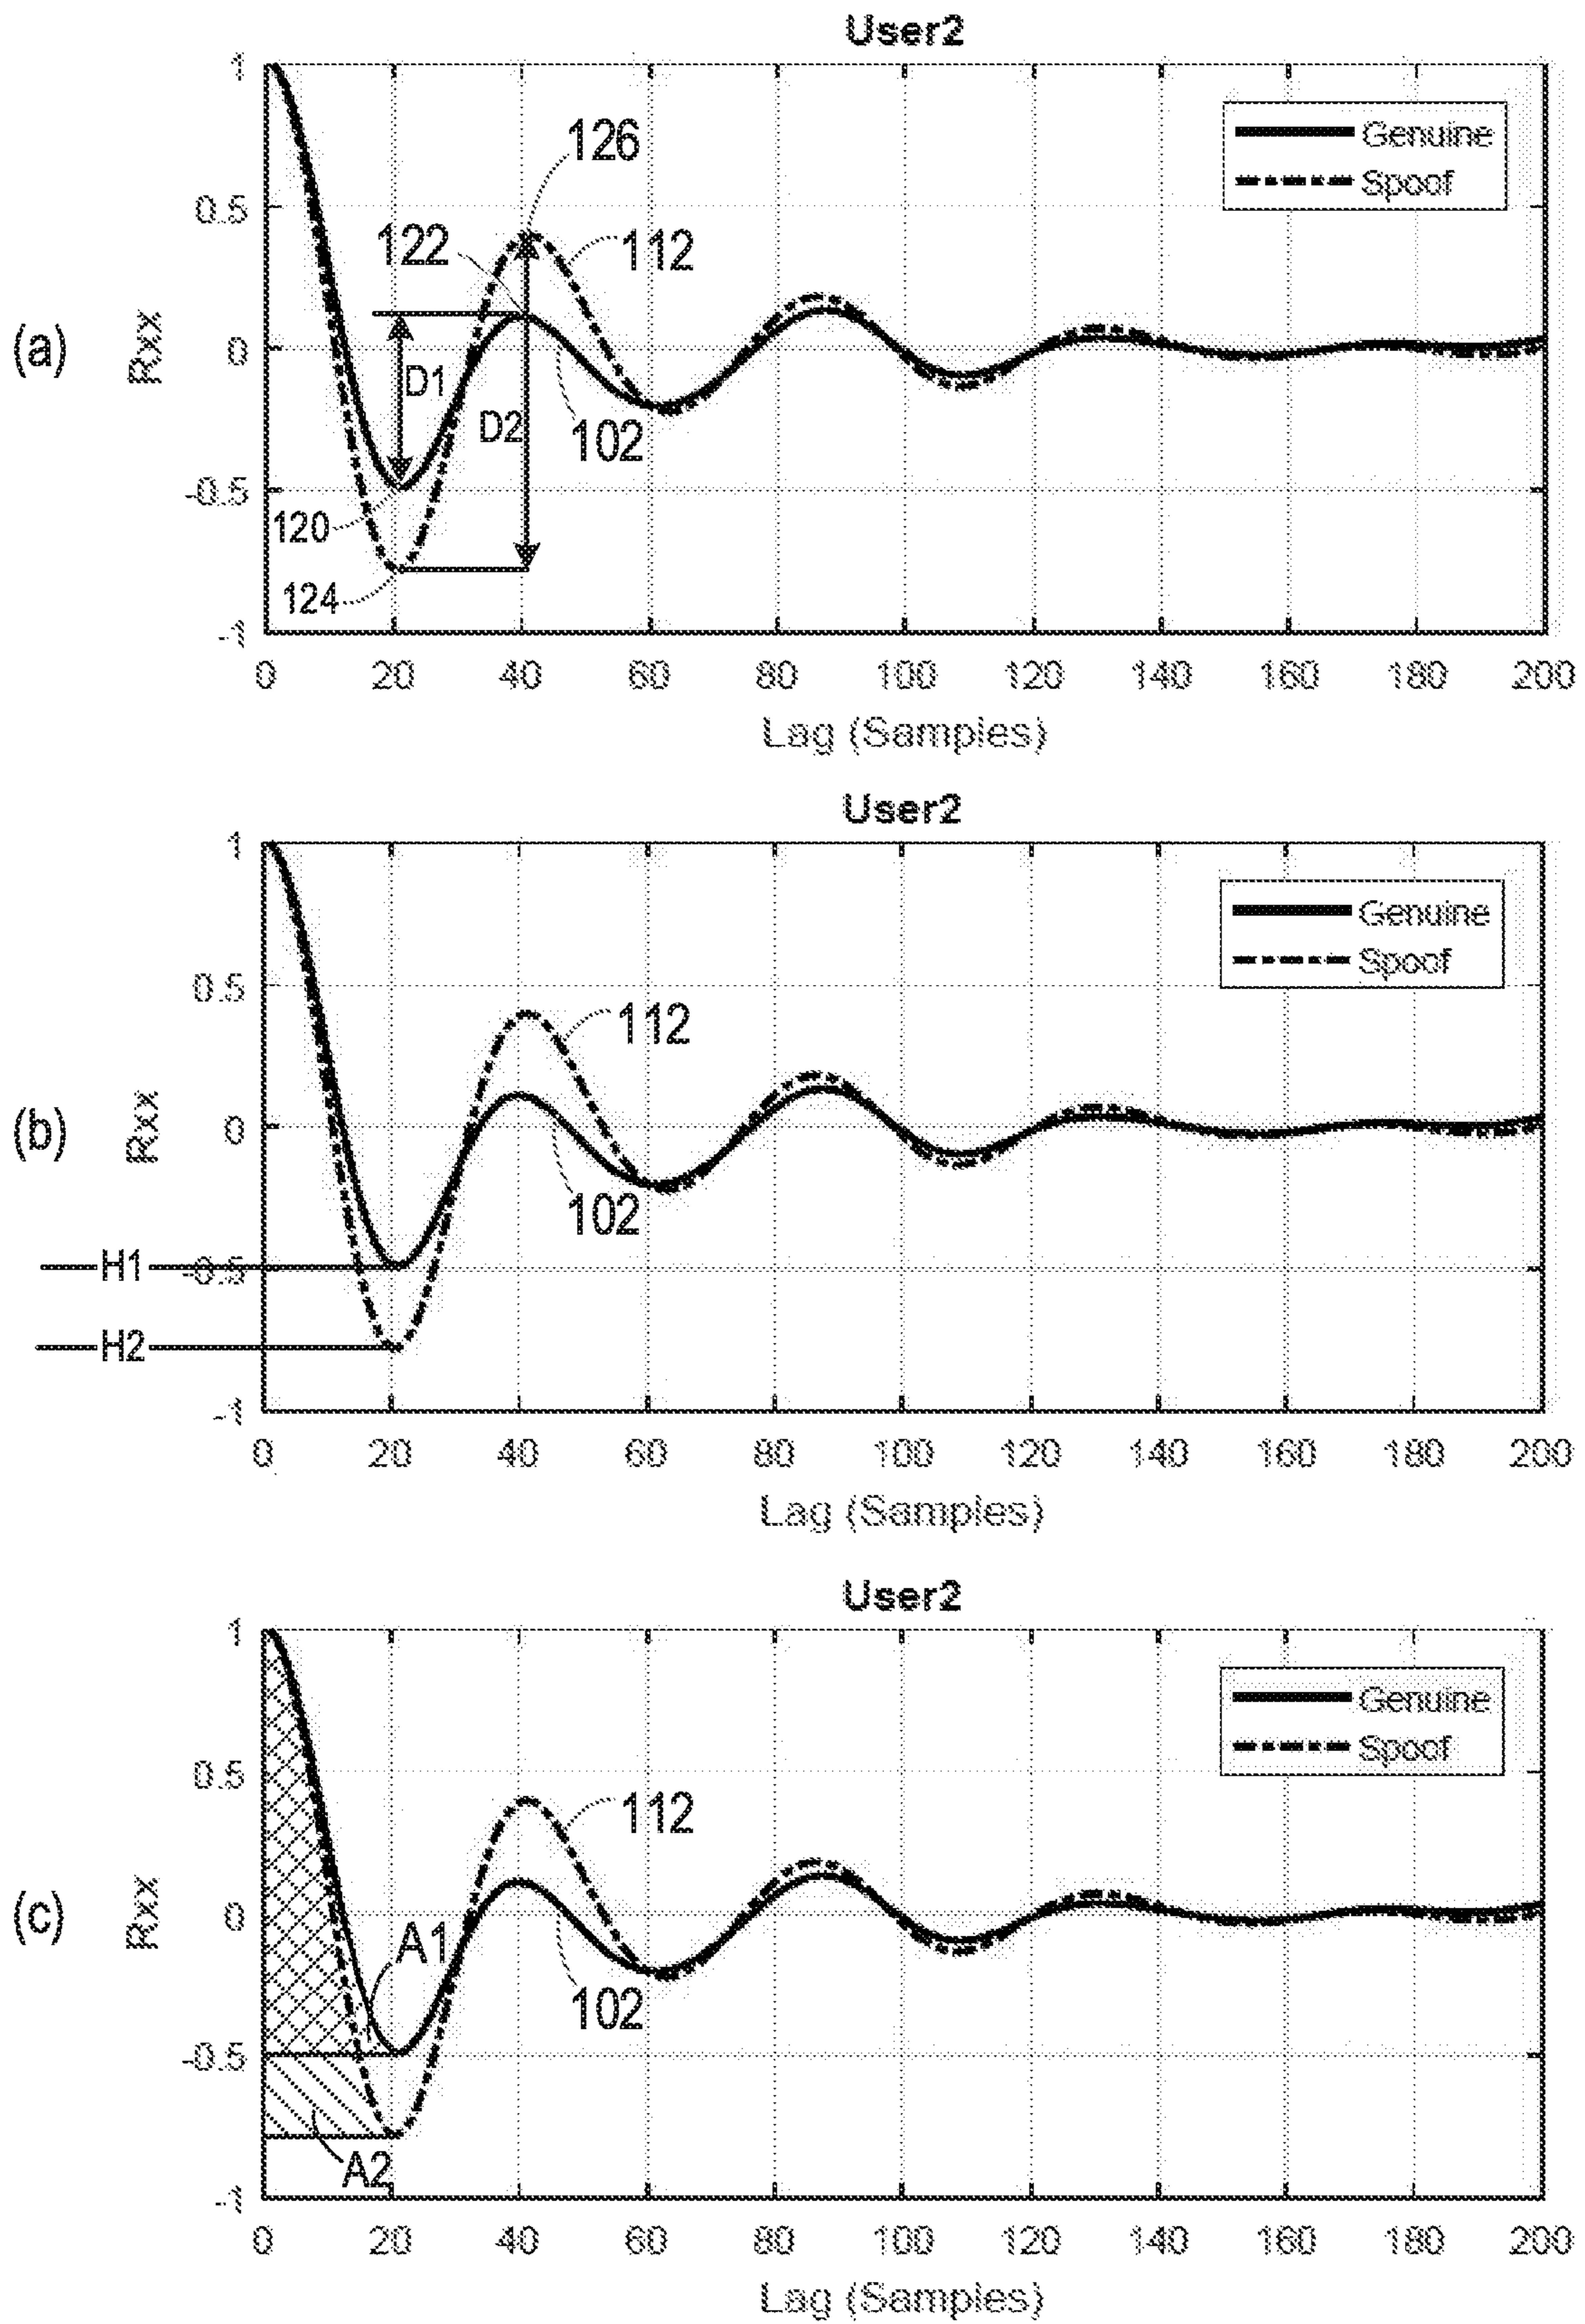 User2
1
Genuine
Spoof
126
0.5
122
112
(a)
Rxx
0
D1
D2
102
-0.5
120
124
-1
0 20 40 60 80 100 120 140 160 180 200
Lag (Samples)
User2
1
Genuine
Spoof
0.5
112
(b)
Rxx
0
102
H1
-0.5
H2
-1
0 20 40 60 80 100 120 140 160 180 200
Lag (Samples)
User2
1
Genuine
Spoof
0.5
112
(c)
Rxx
0
A1
102
-0.5
A2
-1
0 20 40 60 80 100 120 140 160 180 200
Lag (Samples)